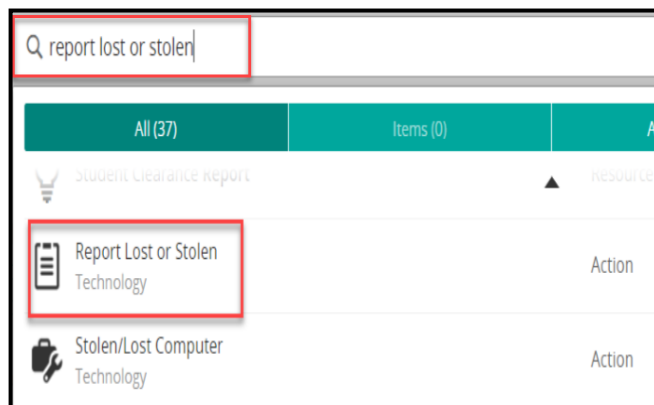 report lost or stolen
All (37)
Items (0)
A
Student Clearance Report
Resource
Report Lost or Stolen
Technology
Action
Stolen/Lost Computer
Technology
Action